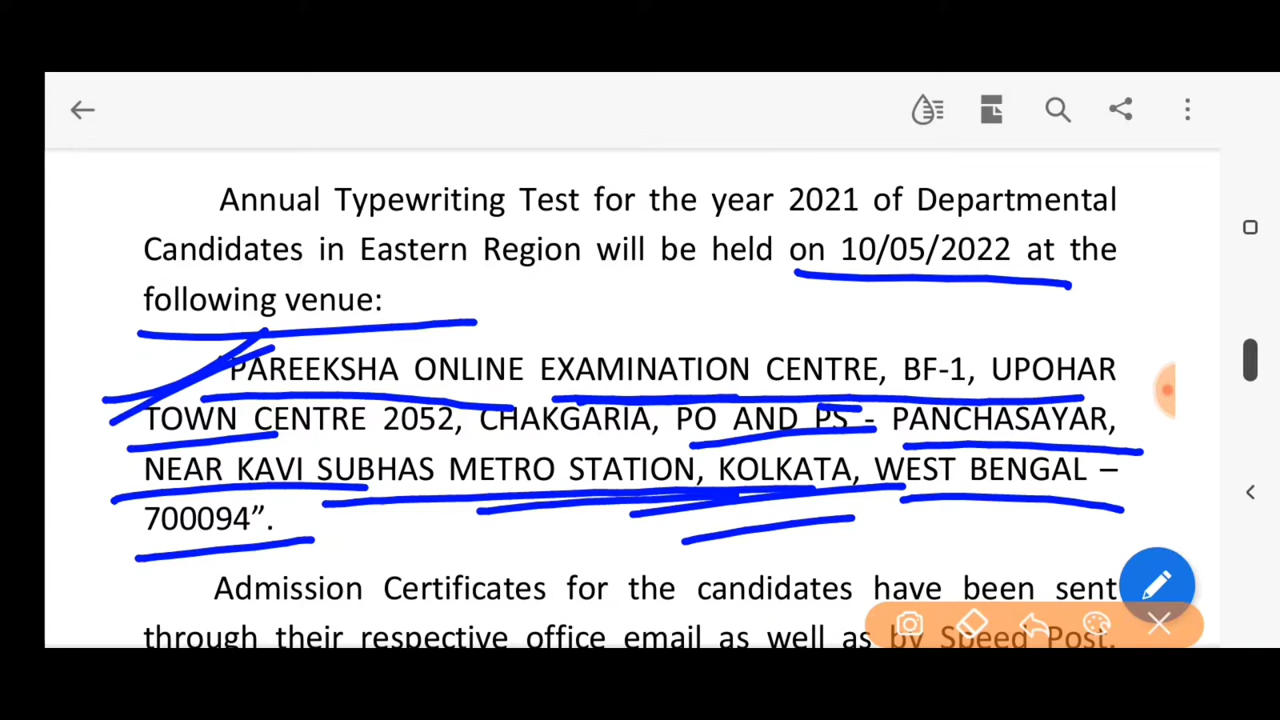 Annual Typewriting Test for the year 2021 of Departmental
Candidates in Eastern Region will be held on 10/05/2022 at the
following venue:
“PAREEKSHA ONLINE EXAMINATION CENTRE, BF-1, UPOHAR
TOWN CENTRE 2052, CHAKGARIA, PO AND PS - PANCHASAYAR,
NEAR KAVI SUBHAS METRO STATION, KOLKATA, WEST BENGAL –
700094”.
Admission Certificates for the candidates have been sent
through their respective office email as well as by Speed Post.